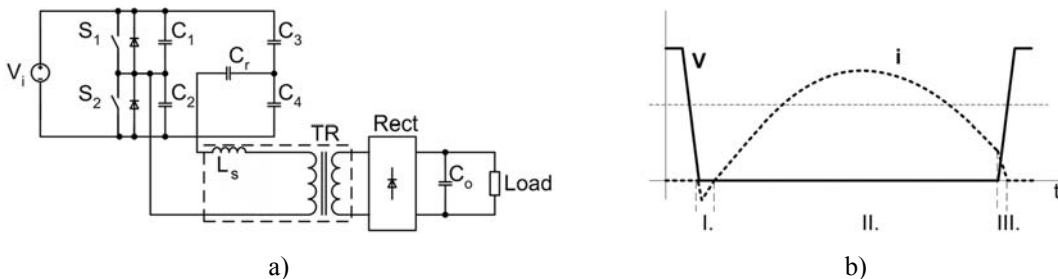 S1
C1
C3
Cr
Vi
S2
C2
C4
TR
Rect
Ls
Co
Load
a)
V
i
t
I.
II.
III.
b)